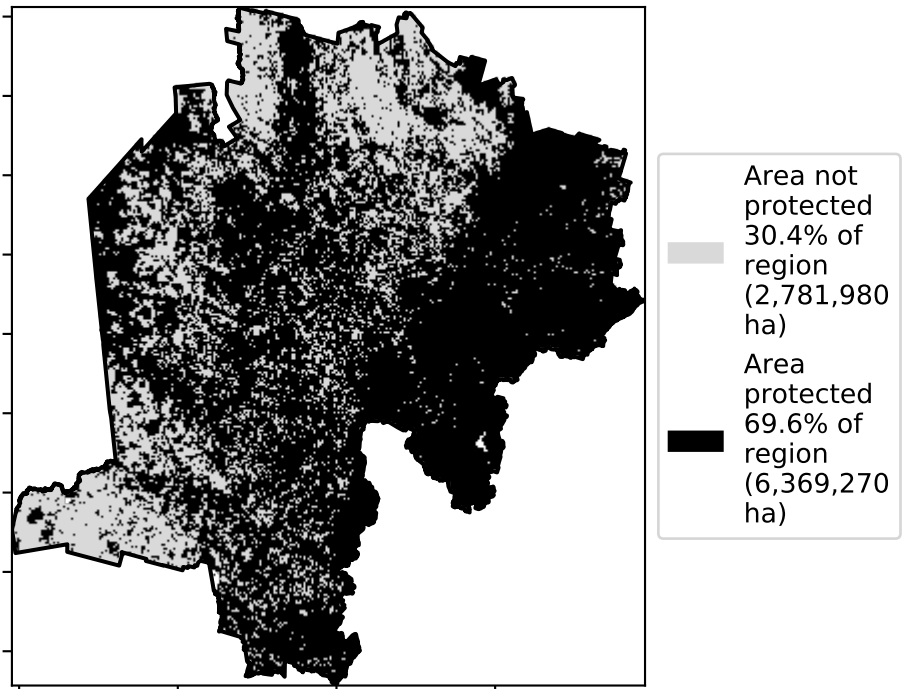 Area not
protected
30.4% of
region
(2,781,980
ha)
Area
protected
69.6% of
region
(6,369,270
ha)